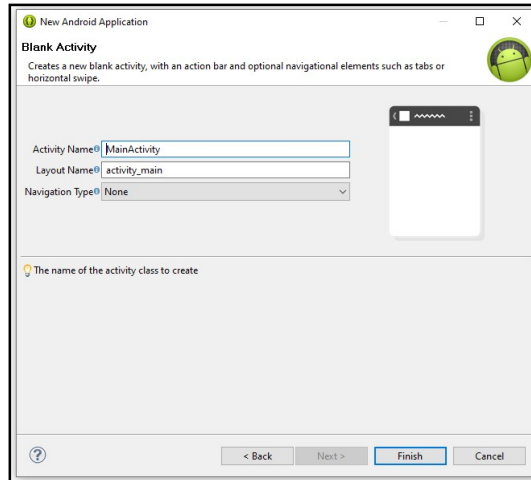 New Android Application
Blank Activity
Creates a new blank activity, with an action bar and optional navigational elements such as tabs or
horizontal swipe.
Activity Name MainActivity
Layout Name activity_main
Navigation Type None
The name of the activity class to create
< Back Next > Finish Cancel